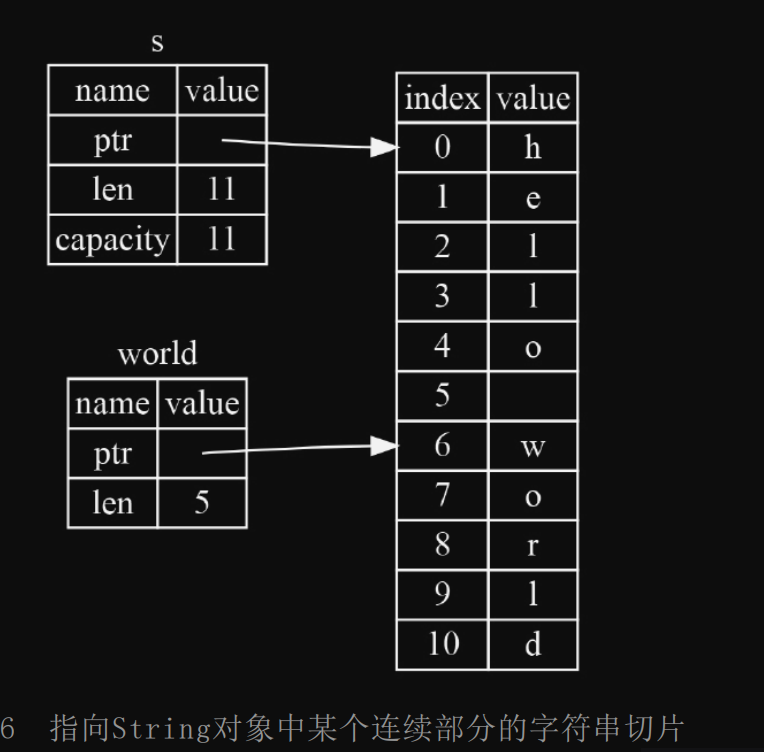 s
name value
ptr
len 11
capacity 11
world
name value
ptr
len 5
index value
0 h
1 e
2 l
3 l
4 o
5
6 w
7 o
8 r
9 l
10 d
6 指向String对象中某个连续部分的字符串切片